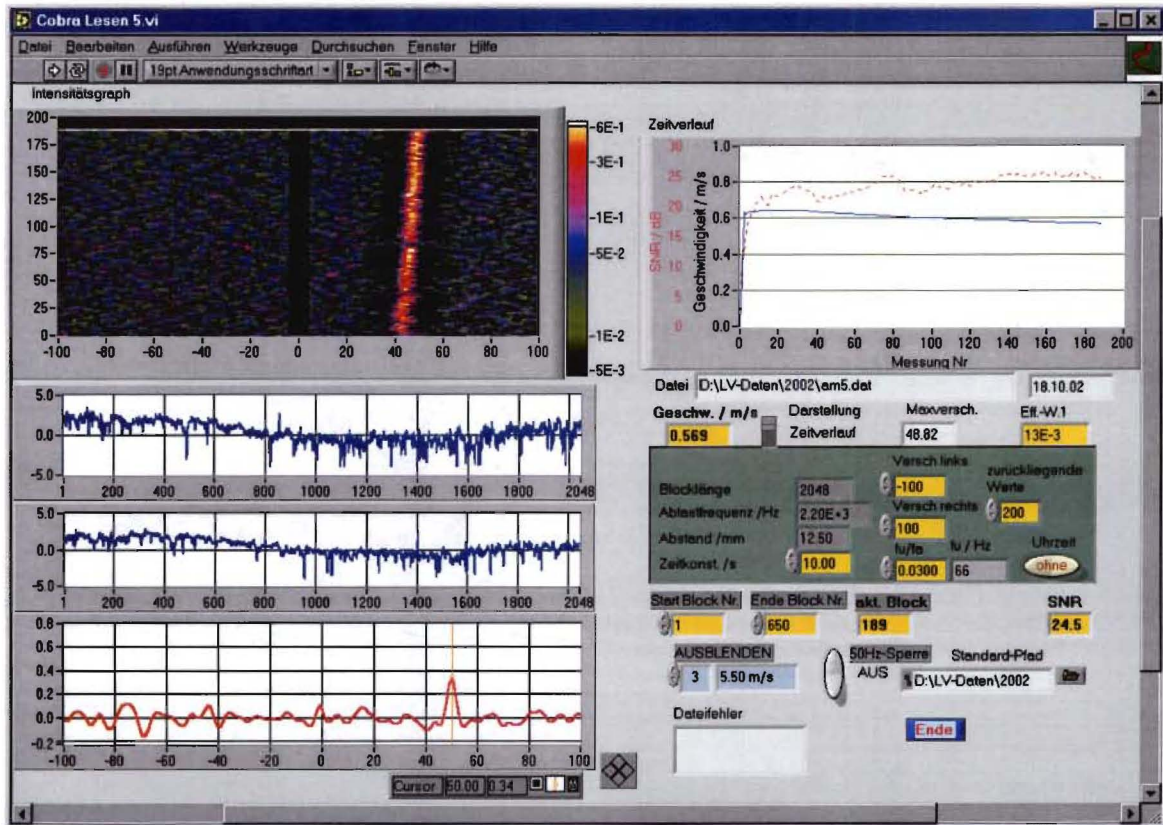 Cobra Lesen 5.vi
Datei Bearbeiten Ausführen Werkzeuge Durchsuchen Fenster Hilfe
19pt Anwendungsschriftart
Intensitätsgraph
200-
175-
150-
125-
100-
75-
50-
25-
0-
-100 -80 -60 -40 -20 0 20 40 60 80 100
-6E-1
-3E-1
-1E-1
-5E-2
-1E-2
-5E-3
Zeitverlauf
SNR / dB
30
25
20
15
10
5
0
Geschwindigkeit / m/s
1.0
0.8
0.6
0.4
0.2
0.0
0 20 40 60 80 100 120 140 160 180 200
Messung Nr
5.0
0.0
-5.0
1 200 400 600 800 1000 1200 1400 1600 1800 2048
5.0
0.0
-5.0
1 200 400 600 800 1000 1200 1400 1600 1800 2048
0.8
0.6
0.4
0.2
0.0
-0.2
-100 -80 -60 -40 -20 0 20 40 60 80 100
Cursor 50.00 0.34
Datei D:\LV-Daten\2002\am5.dat 18.10.02
Geschw. / m/s Darstellung Maxversch. Eff.-W.1
0.569 Zeitverlauf 48.82 13E-3
Versch links zurückliegende Werte
Blocklänge 2048 -100 200
Abtastfrequenz /Hz 2.20E+3 Versch rechts
Abstand /mm 12.50 100
Zeitkonst. /s 10.00 fu/fa 0.0300 fu / Hz 66
Uhrzeit
ohne
Start Block Nr. Ende Block Nr. akt. Block SNR
1 650 189 24.5
AUSBLENDEN 50Hz-Sperre Standard-Pfad
3 5.50 m/s AUS D:\LV-Daten\2002
Dateifehler
Ende